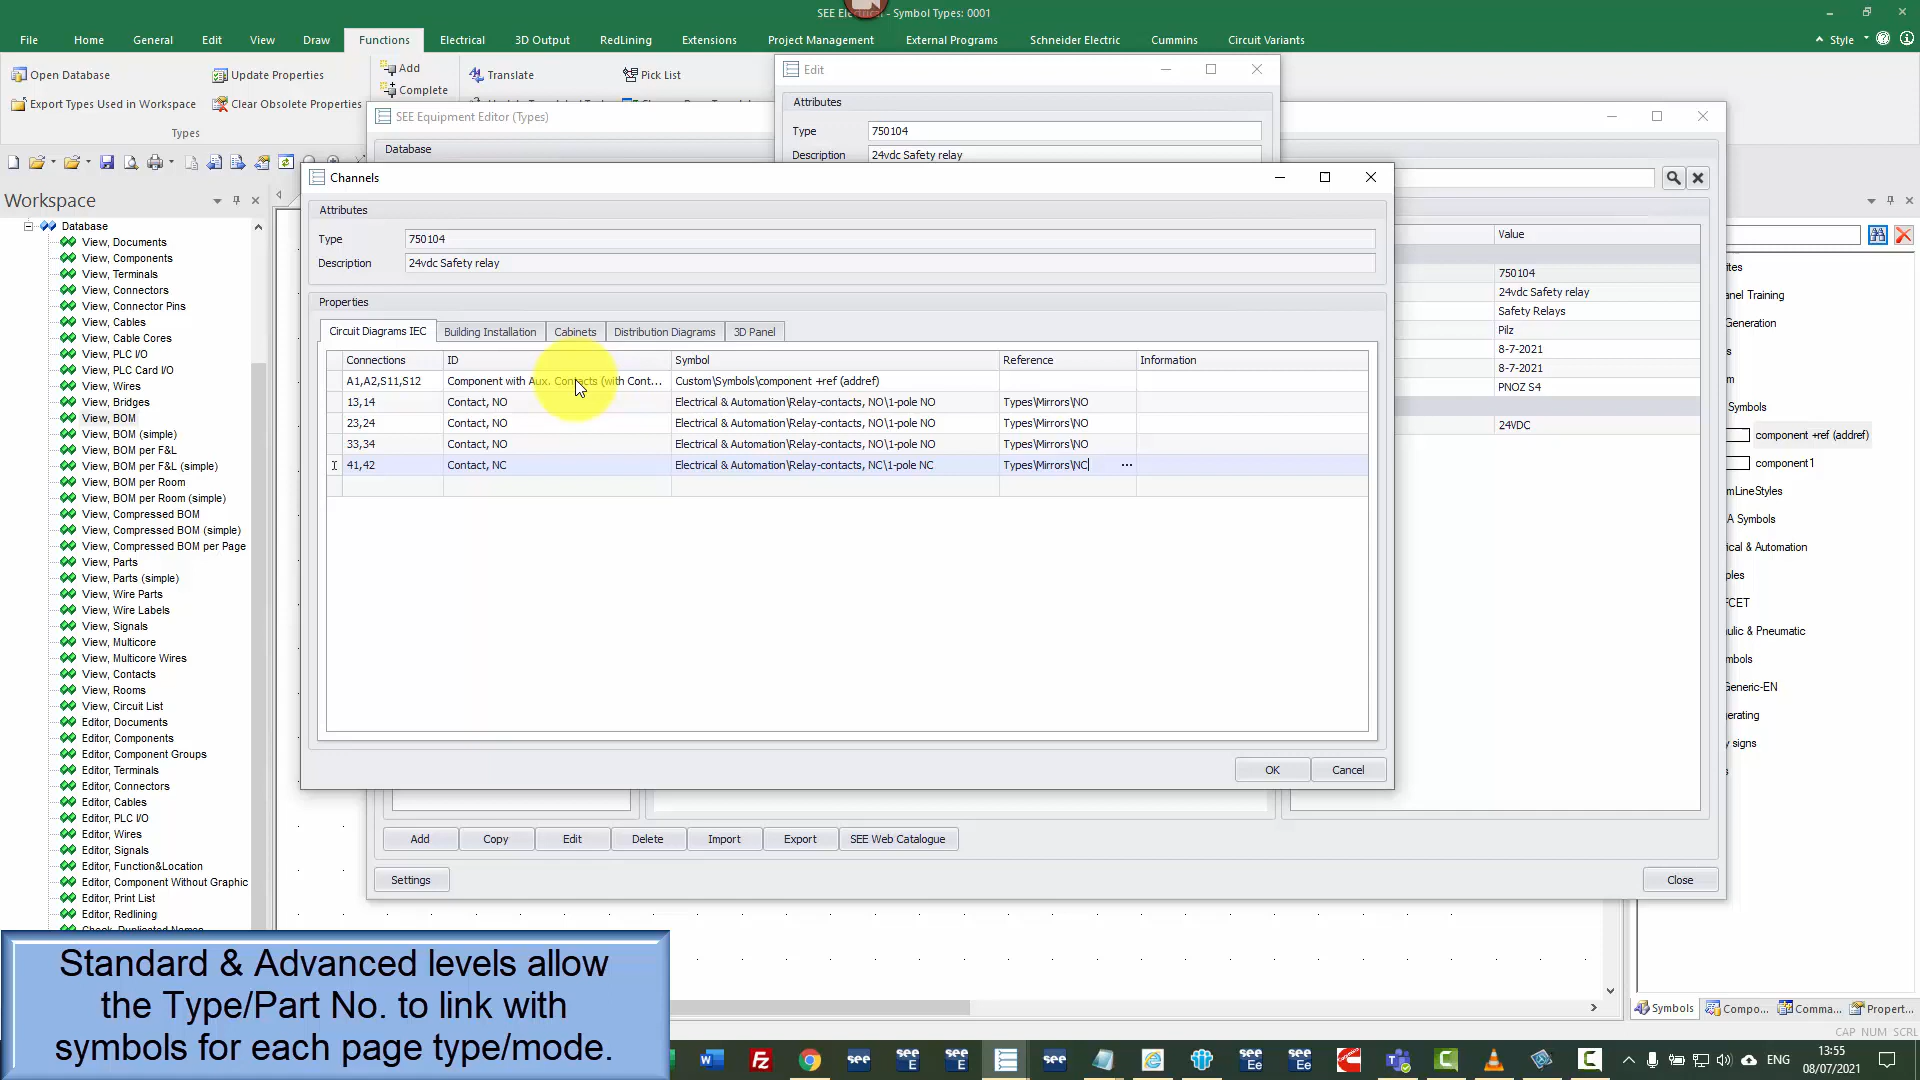 SEE Electrical - Symbol Types: 0001
File Home General Edit View Draw Functions Electrical 3D Output RedLining Extensions Project Management External Programs Schneider Electric Cummins Circuit Variants Style
Open Database Update Properties Add Translate Pick List
Complete
Export Types Used in Workspace Clear Obsolete Properties
Types
Edit
Attributes
Type 750104
Description 24vdc Safety relay
SEE Equipment Editor (Types)
Database
Workspace
Database
View, Documents
View, Components
View, Terminals
View, Connectors
View, Connector Pins
View, Cables
View, Cable Cores
View, PLC I/O
View, PLC Card I/O
View, Wires
View, Bridges
View, BOM
View, BOM (simple)
View, BOM per F&L
View, BOM per F&L (simple)
View, BOM per Room
View, BOM per Room (simple)
View, Compressed BOM
View, Compressed BOM (simple)
View, Compressed BOM per Page
View, Parts
View, Parts (simple)
View, Wire Parts
View, Wire Labels
View, Signals
View, Multicore
View, Multicore Wires
View, Contacts
View, Rooms
View, Circuit List
Editor, Documents
Editor, Components
Editor, Component Groups
Editor, Terminals
Editor, Connectors
Editor, Cables
Editor, PLC I/O
Editor, Wires
Editor, Signals
Editor, Function&Location
Editor, Component Without Graphic
Editor, Print List
Editor, Redlining
Channels
Attributes
Type 750104
Description 24vdc Safety relay
Properties
Circuit Diagrams IEC Building Installation Cabinets Distribution Diagrams 3D Panel
Connections ID Symbol Reference Information
A1,A2,S11,S12 Component with Aux. Contacts (with Cont... Custom\Symbols\component +ref (addref)
13,14 Contact, NO Electrical & Automation\Relay-contacts, NO\1-pole NO Types\Mirrors\NO
23,24 Contact, NO Electrical & Automation\Relay-contacts, NO\1-pole NO Types\Mirrors\NO
33,34 Contact, NO Electrical & Automation\Relay-contacts, NO\1-pole NO Types\Mirrors\NO
41,42 Contact, NC Electrical & Automation\Relay-contacts, NC\1-pole NC Types\Mirrors\NC ...
OK Cancel
Value
750104
24vdc Safety relay
Safety Relays
Pilz
8-7-2021
8-7-2021
PNOZ S4
24VDC
Add Copy Edit Delete Import Export SEE Web Catalogue
Settings Close
ites
anel Training
Generation
Symbols
component +ref (addref)
component1
mLineStyles
A Symbols
ical & Automation
ples
FCET
ulic & Pneumatic
mbols
Generic-EN
gerating
y signs
Symbols Compo... Comma... Propert...
CAP NUM SCRL
Standard & Advanced levels allow
the Type/Part No. to link with
symbols for each page type/mode.
ENG
13:55
08/07/2021